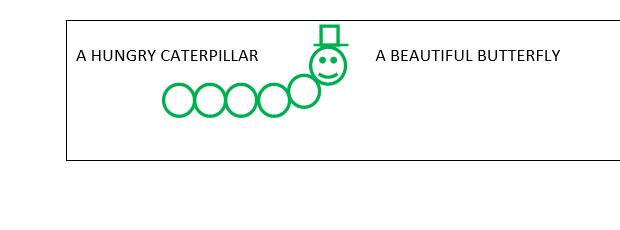 A HUNGRY CATERPILLAR
A BEAUTIFUL BUTTERFLY